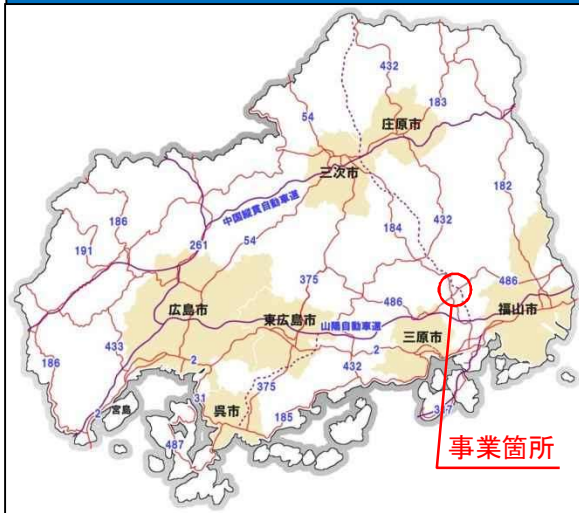 432
54
183
庄原市
三次市
182
中国縦貫自動車道
186
184
432
191
261
54
375
486
486
広島市
東広島市
山陽自動車道
福山市
433
三原市
186
2
2
432
375
31
185
2
宮島
呉市
487
事業箇所